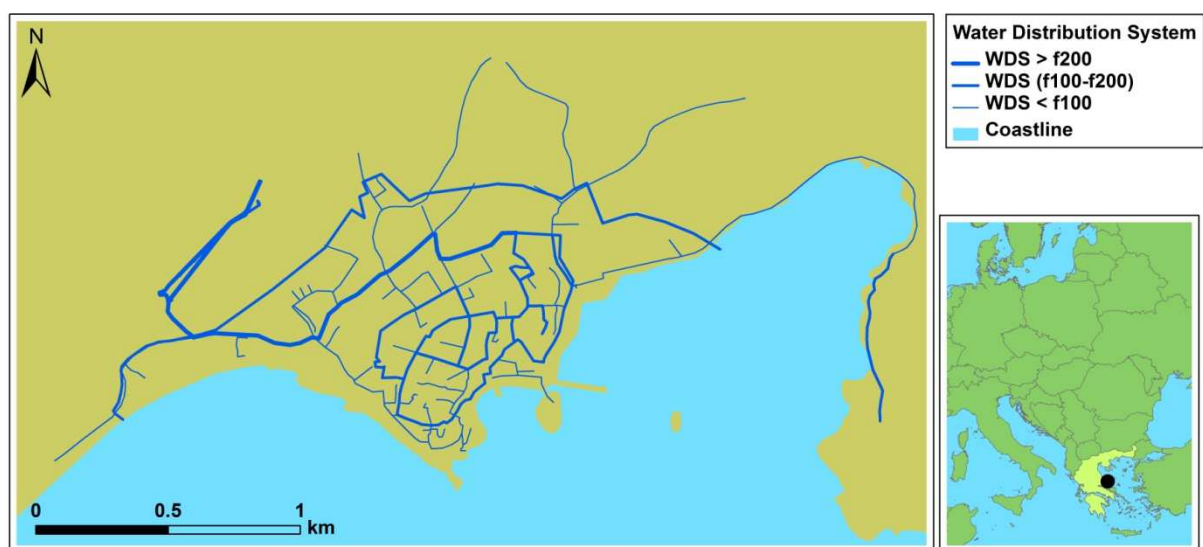 N
0
0.5
1
km
Water Distribution System
WDS > f200
WDS (f100-f200)
WDS < f100
Coastline